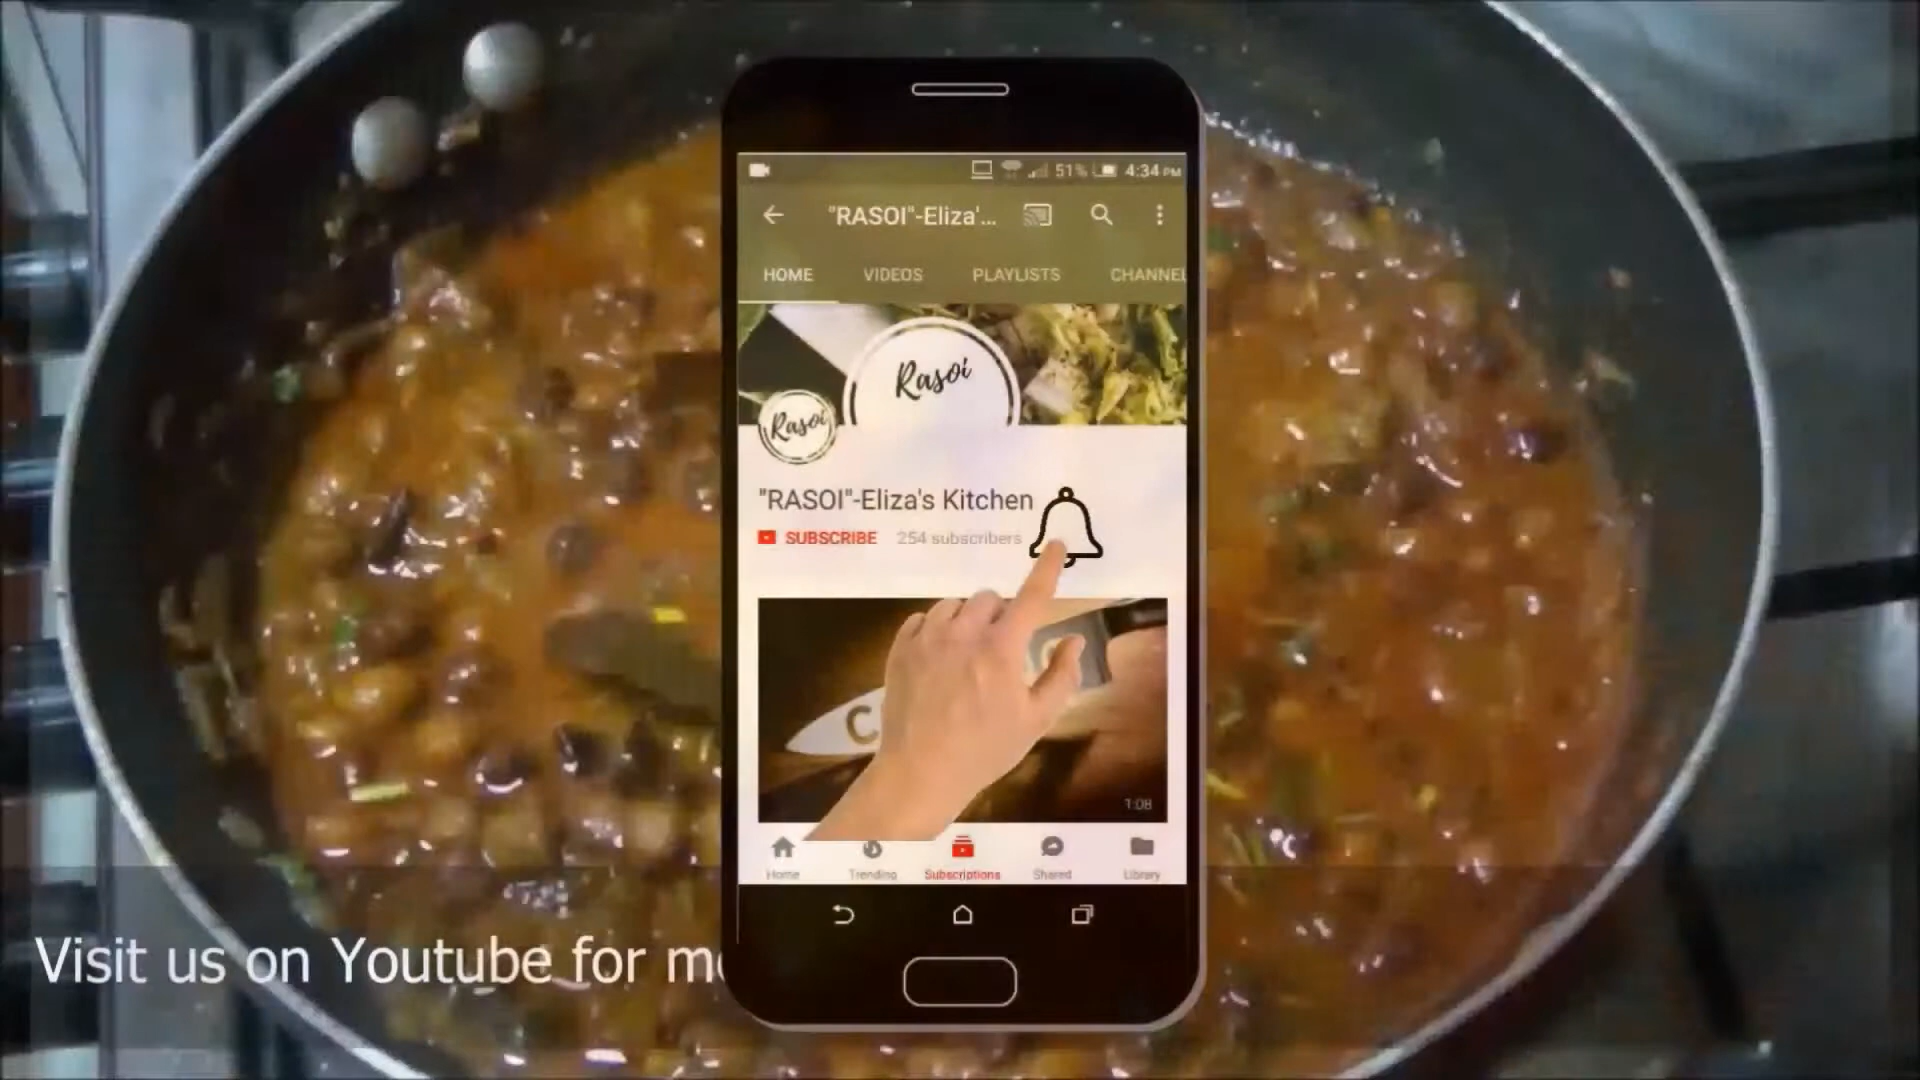 51% 4:34 PM
"RASOI"-Eliza'...
HOME VIDEOS PLAYLISTS CHANNEL
Rasoi
Rasoi
"RASOI"-Eliza's Kitchen
SUBSCRIBE 254 subscribers
C
1:08
Home Trending Subscriptions Shared Library
Visit us on Youtube for